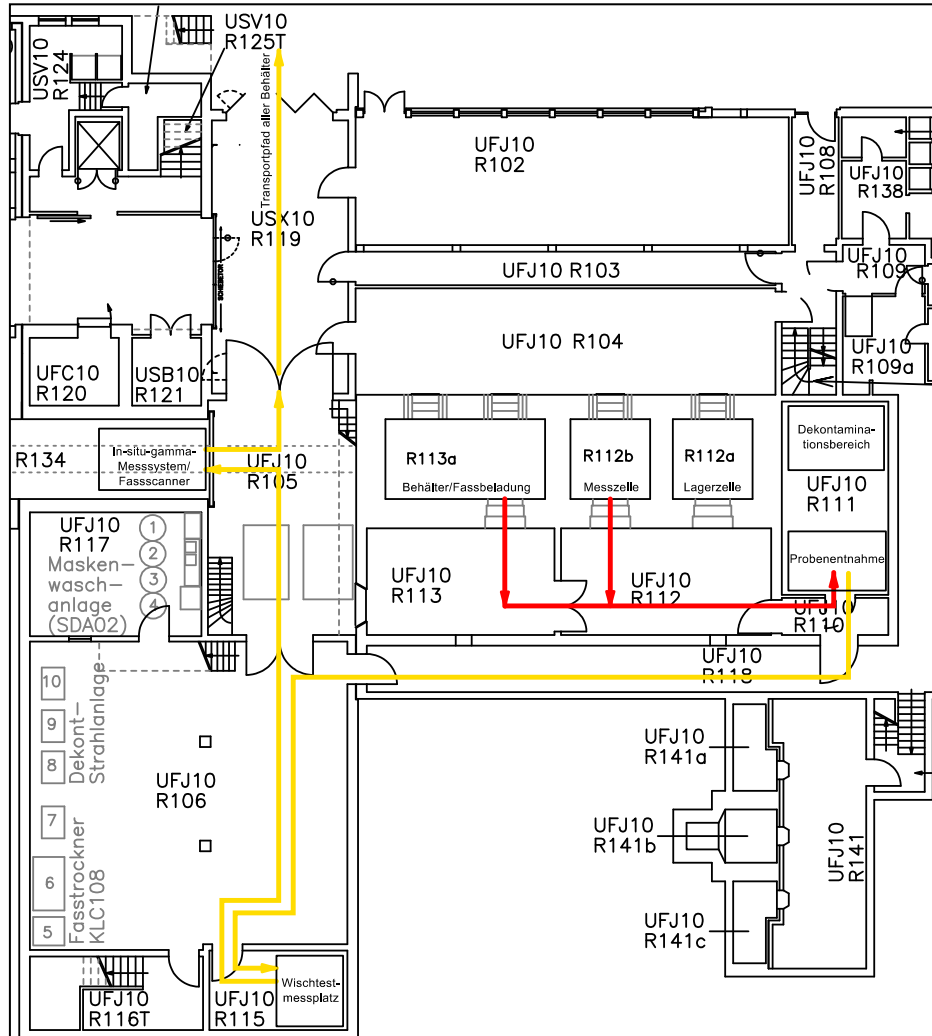 USV10
R124
USV10
R125T
Transportpfad aller Behälter
USX10
R119
SCHIEBETOR
UFJ10
R102
UFJ10
R108
UFJ10
R138
UFJ10 R103
UFJ10
R109
UFJ10 R104
UFJ10
R109a
UFC10
R120
USB10
R121
R134
In-situ-gamma-
Messsystem/
Fassscanner
UFJ10
R105
R113a
Behälter/Fassbeladung
R112b
Messzelle
R112a
Lagerzelle
Dekontamina-
tionsbereich
UFJ10
R111
Probenentnahme
UFJ10
R117
Masken-
wasch-
anlage
(SDA02)
1
2
3
4
UFJ10
R113
UFJ10
R112
UFJ10
R110
UFJ10
R118
10
9
8
7
6
5
Dekont-
Strahlanlage
Fasstrockner
KLC108
UFJ10
R106
UFJ10
R141a
UFJ10
R141b
UFJ10
R141c
UFJ10
R141
UFJ10
R116T
UFJ10
R115
Wischtest-
messplatz